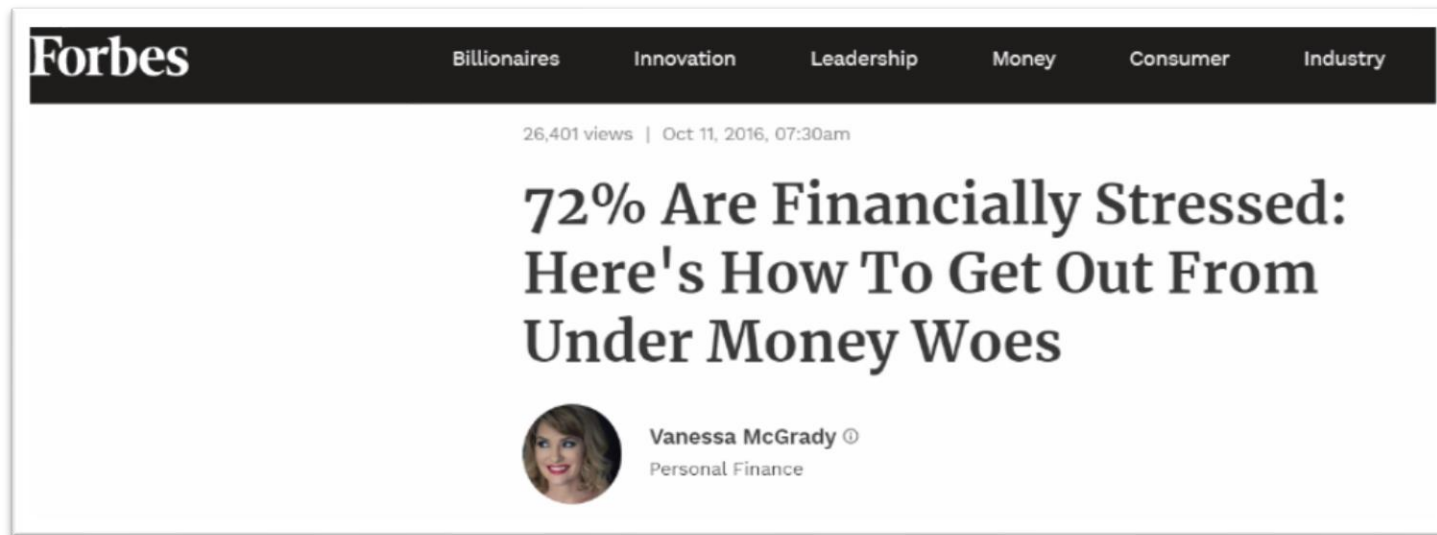 Forbes Billionaires Innovation Leadership Money Consumer Industry
26,401 views | Oct 11, 2016, 07:30am
72% Are Financially Stressed:
Here's How To Get Out From
Under Money Woes
Vanessa McGrady
Personal Finance